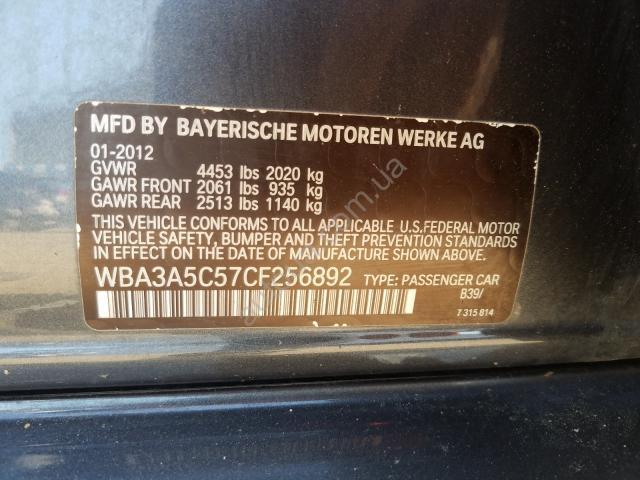 MFD BY BAYERISCHE MOTOREN WERKE AG
01-2012
GVWR 4453 lbs 2020 kg
GAWR FRONT 2061 lbs 935 kg
GAWR REAR 2513 lbs 1140 kg
THIS VEHICLE CONFORMS TO ALL APPLICABLE U.S.FEDERAL MOTOR
VEHICLE SAFETY, BUMPER, AND THEFT PREVENTION STANDARDS
IN EFFECT ON THE DATE OF MANUFACTURE SHOWN ABOVE.
WBA3A5C57CF256892 TYPE: PASSENGER CAR
B39/
7 315 814